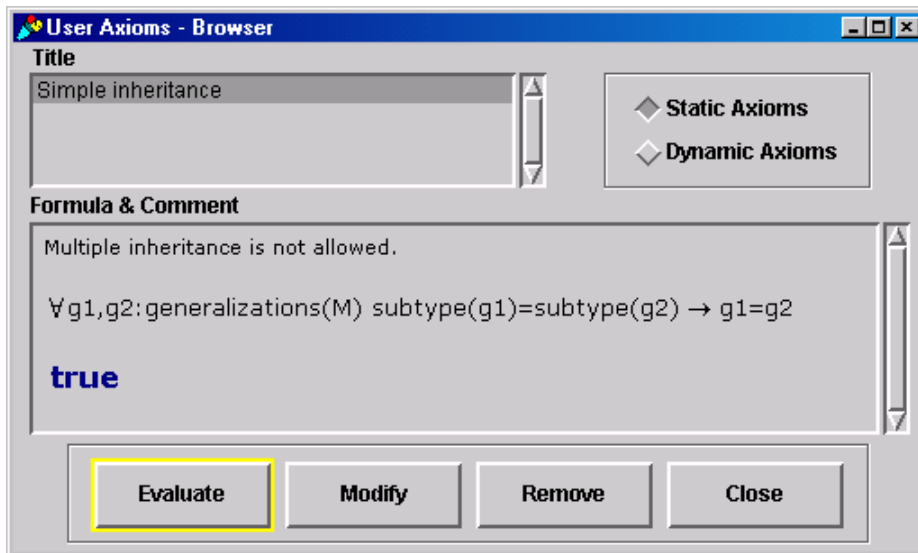 User Axioms - Browser
Title
Simple inheritance
Static Axioms
Dynamic Axioms
Formula & Comment
Multiple inheritance is not allowed.
∀g1,g2:generalizations(M) subtype(g1)=subtype(g2) → g1=g2
true
Evaluate
Modify
Remove
Close